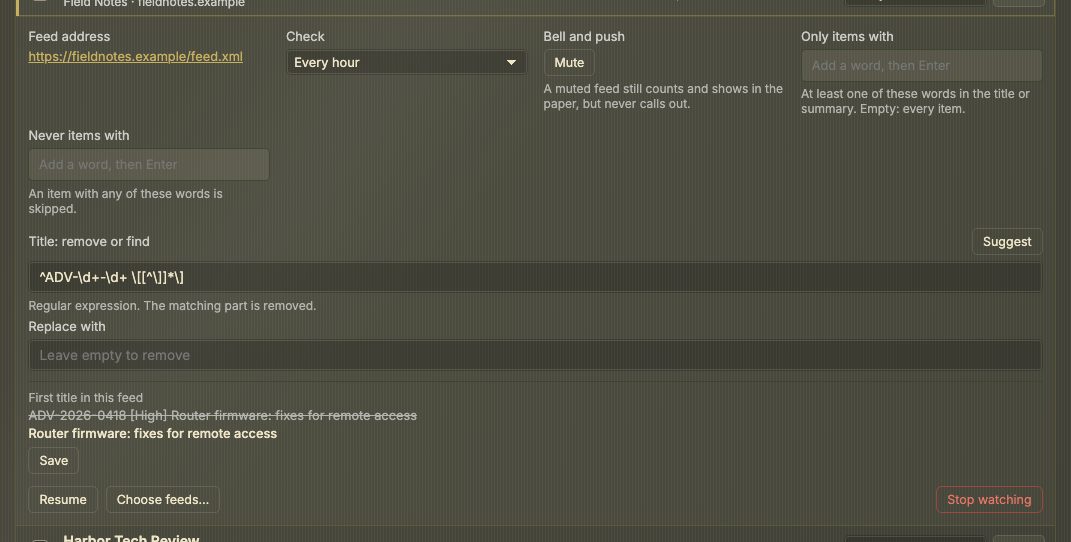 Field Notes · fieldnotes.example
Feed address
https://fieldnotes.example/feed.xml
Check
Every hour
Bell and push
Mute
A muted feed still counts and shows in the
paper, but never calls out.
Only items with
Add a word, then Enter
At least one of these words in the title or
summary. Empty: every item.
Never items with
Add a word, then Enter
An item with any of these words is
skipped.
Title: remove or find
Suggest
^ADV-\d+-\d+ \[[^\]]*\]
Regular expression. The matching part is removed.
Replace with
Leave empty to remove
First title in this feed
ADV-2026-0418 [High] Router firmware: fixes for remote access
Router firmware: fixes for remote access
Save
Resume
Choose feeds...
Stop watching
Harbor Tech Review